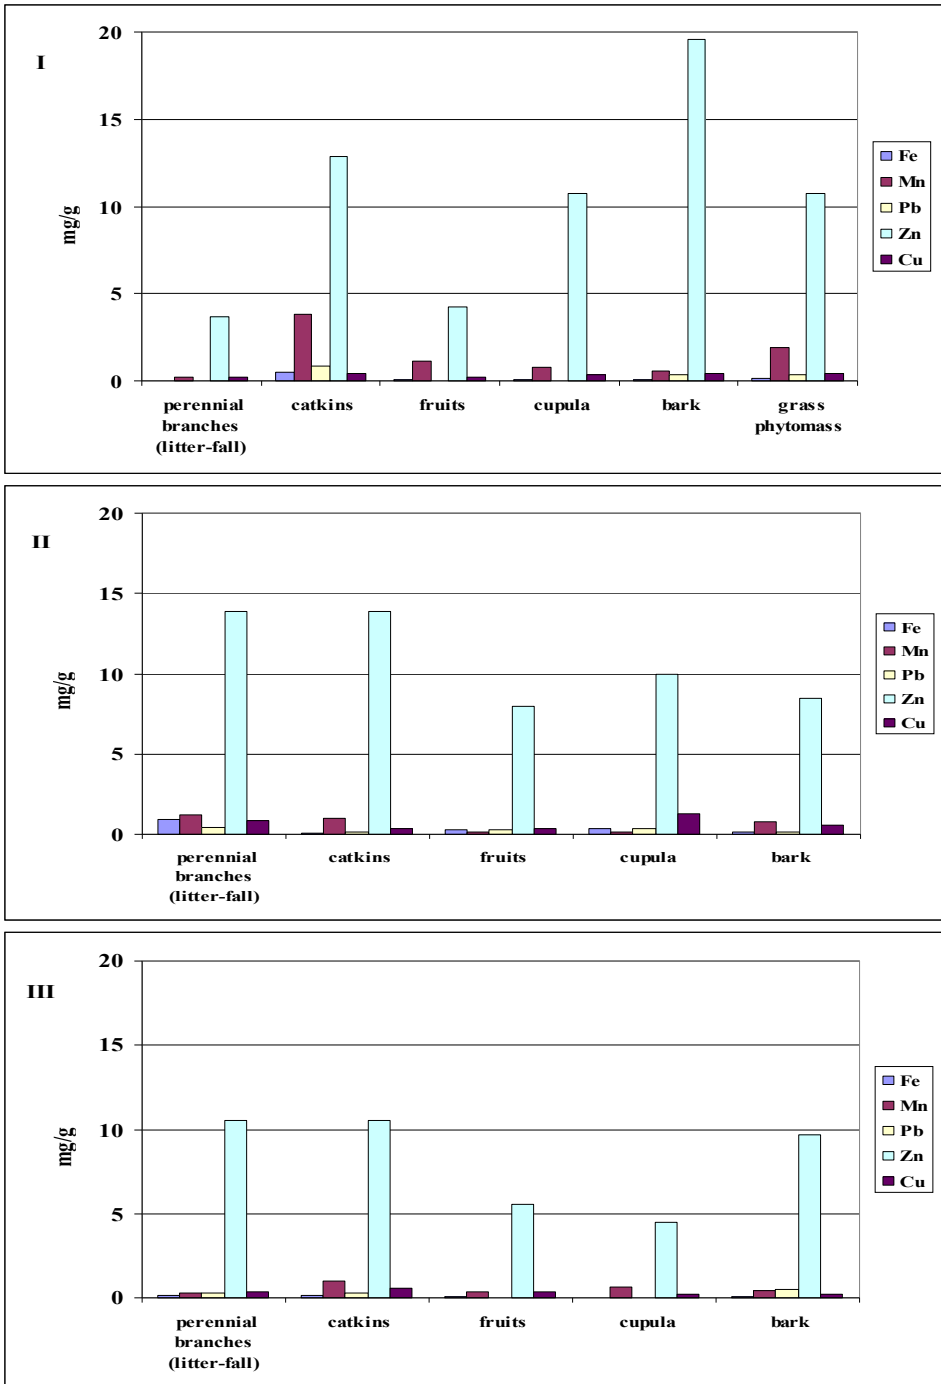 I
mg/g
20
15
10
5
0
perennial
branches
(litter-fall)
catkins
fruits
cupula
bark
grass
phytomass
Fe
Mn
Pb
Zn
Cu
II
mg/g
20
15
10
5
0
perennial
branches
(litter-fall)
catkins
fruits
cupula
bark
Fe
Mn
Pb
Zn
Cu
III
mg/g
20
15
10
5
0
perennial
branches
(litter-fall)
catkins
fruits
cupula
bark
Fe
Mn
Pb
Zn
Cu